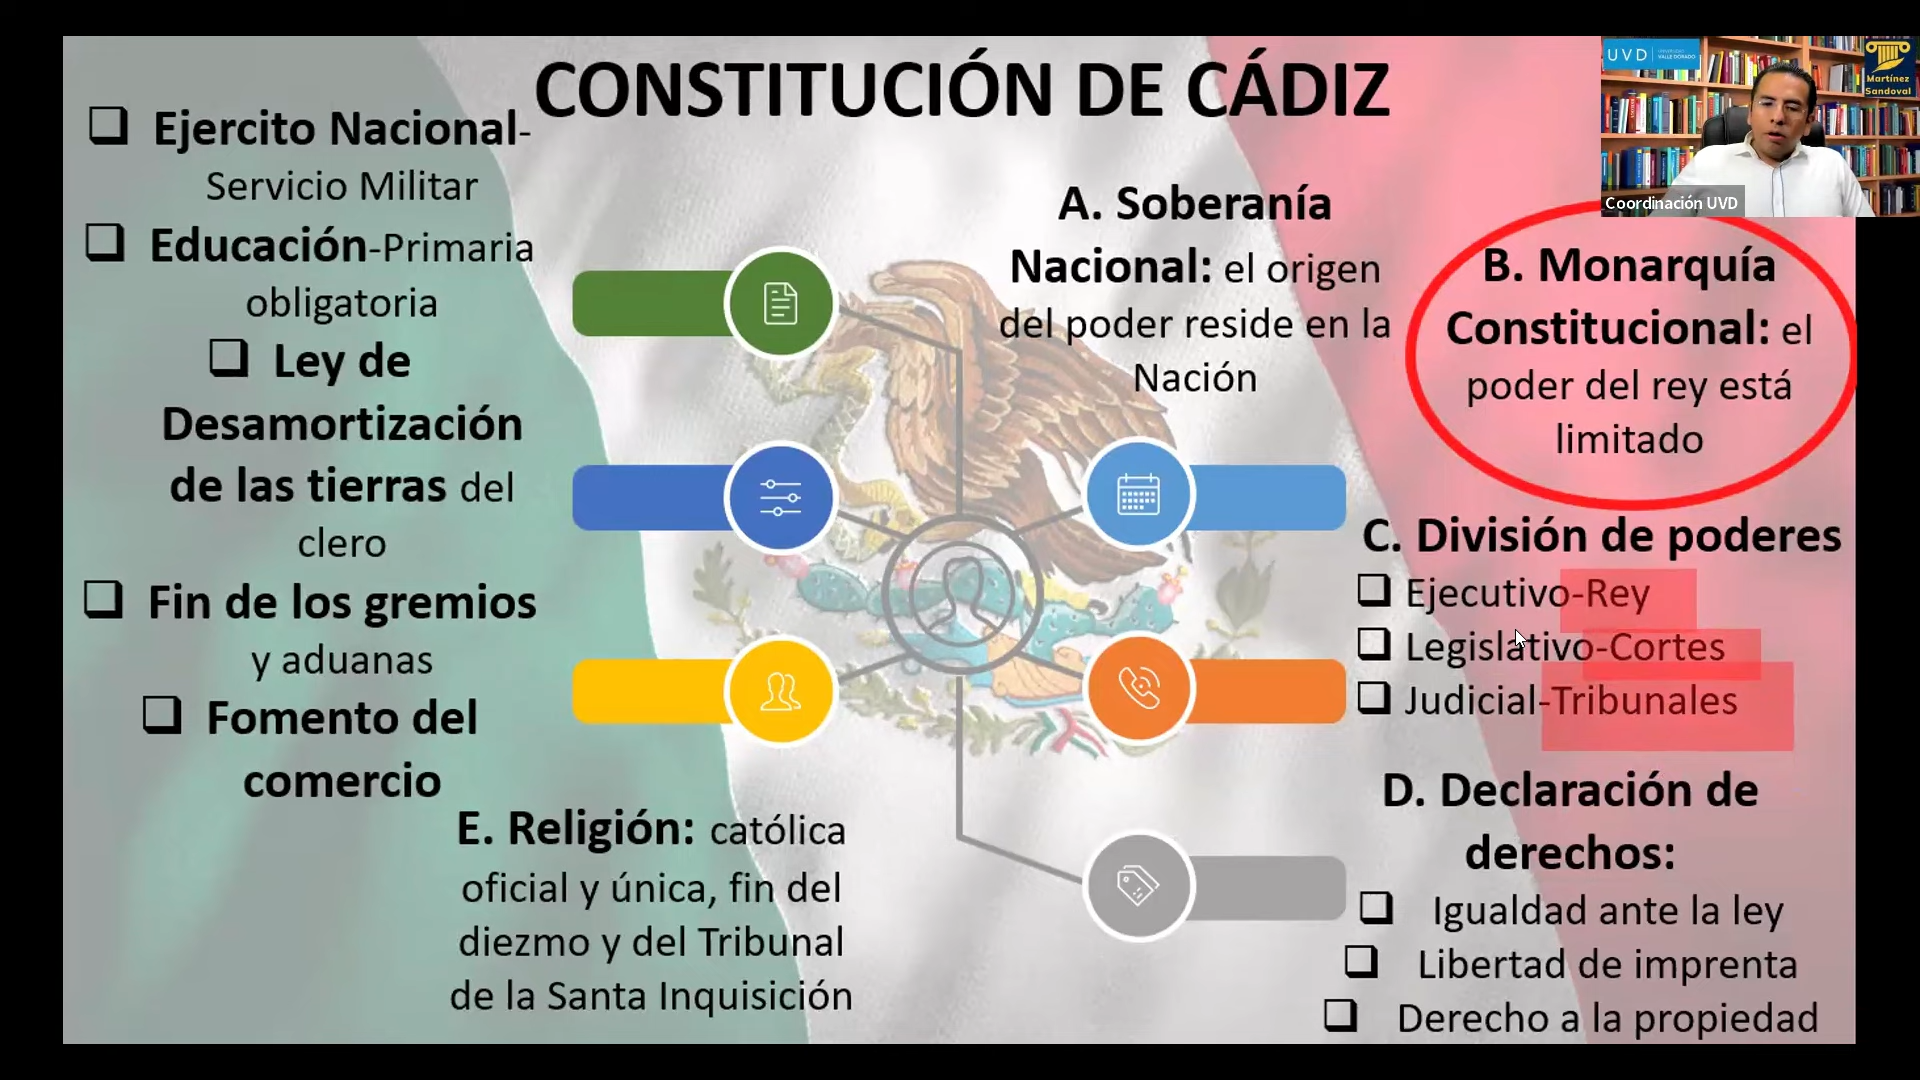 CONSTITUCIÓN DE CÁDIZ
Ejercito Nacional-
Servicio Militar
Educación-Primaria
obligatoria
Ley de
Desamortización
de las tierras del
clero
Fin de los gremios
y aduanas
Fomento del
comercio
A. Soberanía
Nacional: el origen
del poder reside en la
Nación
B. Monarquía
Constitucional: el
poder del rey está
limitado
C. División de poderes
Ejecutivo-Rey
Legislativo-Cortes
Judicial-Tribunales
D. Declaración de
derechos:
Igualdad ante la ley
Libertad de imprenta
Derecho a la propiedad
E. Religión: católica
oficial y única, fin del
diezmo y del Tribunal
de la Santa Inquisición
UVD
UNIVERSIDAD
VALLE DORADO
Martínez
Sandoval
Coordinación UVD